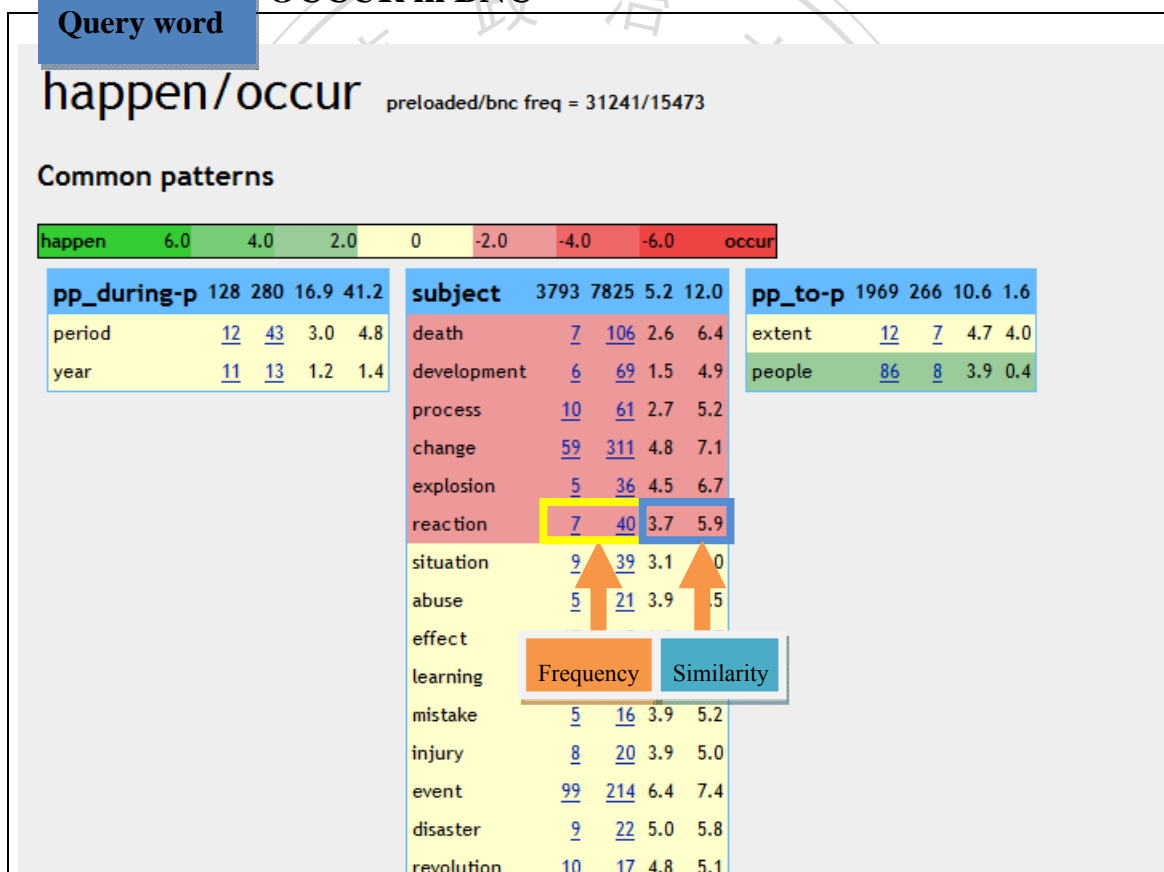 Query word
happen/occur preloaded/bnc freq = 31241/15473
Common patterns
happen 6.0 4.0 2.0 0 -2.0 -4.0 -6.0 occur
pp_during-p 128 280 16.9 41.2
period 12 43 3.0 4.8
year 11 13 1.2 1.4
subject 3793 7825 5.2 12.0
death 7 106 2.6 6.4
development 6 69 1.5 4.9
process 10 61 2.7 5.2
change 59 311 4.8 7.1
explosion 5 36 4.5 6.7
reaction 7 40 3.7 5.9
situation 9 39 3.1 0
abuse 5 21 3.9 .5
effect
learning
Frequency Similarity
mistake 5 16 3.9 5.2
injury 8 20 3.9 5.0
event 99 214 6.4 7.4
disaster 9 22 5.0 5.8
revolution 10 17 4.8 5.1
pp_to-p 1969 266 10.6 1.6
extent 12 7 4.7 4.0
people 86 8 3.9 0.4